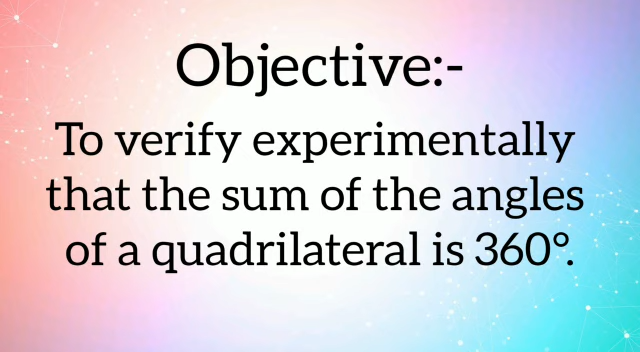 Objective:-
To verify experimentally
that the sum of the angles
of a quadrilateral is 360°.